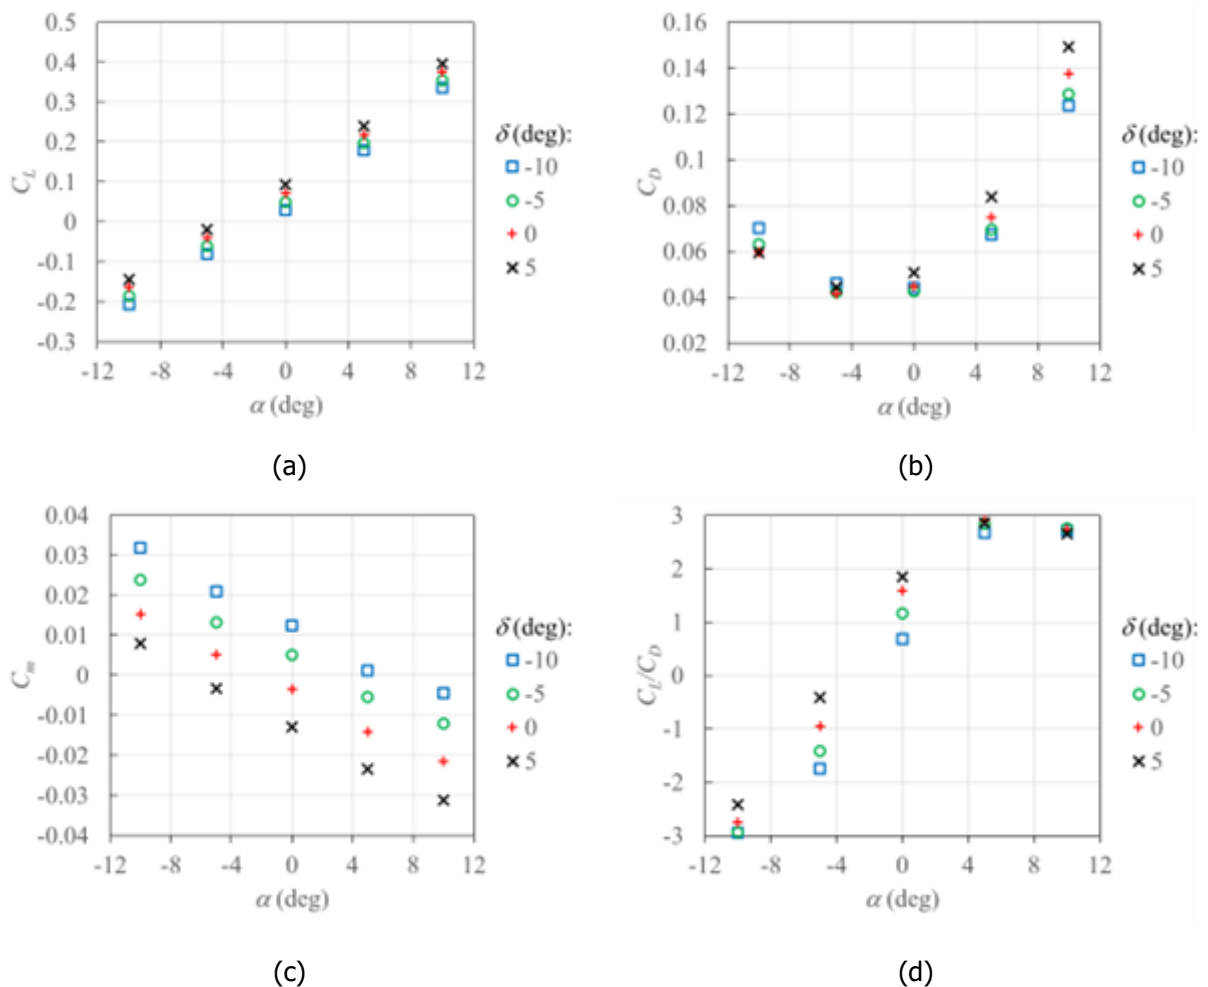 0.5
0.4
0.3
0.2
0.1
0
-0.1
-0.2
-0.3
C_L
-12 -8 -4 0 4 8 12
α (deg)
δ (deg):
-10
-5
0
5
(a)
0.16
0.14
0.12
0.1
0.08
0.06
0.04
0.02
C_D
-12 -8 -4 0 4 8 12
α (deg)
δ (deg):
-10
-5
0
5
(b)
0.04
0.03
0.02
0.01
0
-0.01
-0.02
-0.03
-0.04
C_m
-12 -8 -4 0 4 8 12
α (deg)
δ (deg):
-10
-5
0
5
(c)
3
2
1
0
-1
-2
-3
C_L/C_D
-12 -8 -4 0 4 8 12
α (deg)
δ (deg):
-10
-5
0
5
(d)